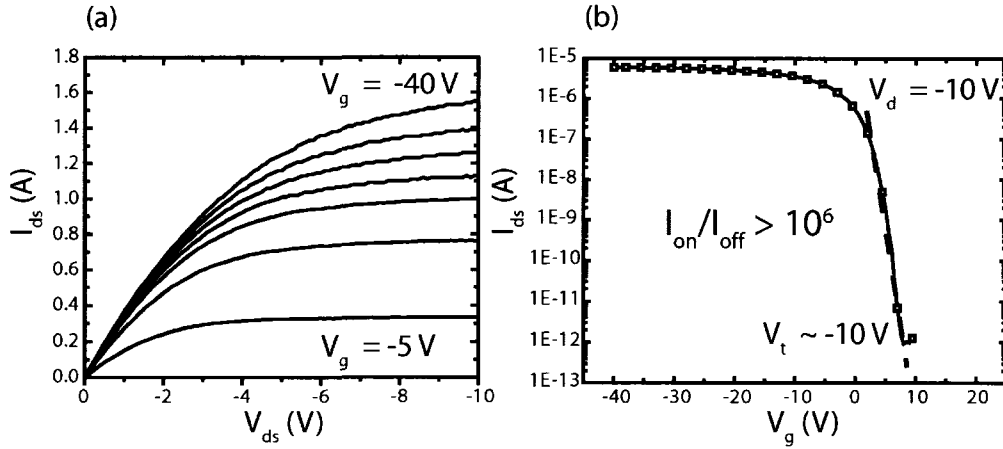 (a)
1.8
1.6
1.4
1.2
1.0
0.8
0.6
0.4
0.2
0.0
I_ds (A)
V_g = -40 V
V_g = -5 V
0 -2 -4 -6 -8 -10
V_ds (V)
(b)
1E-5
1E-6
1E-7
1E-8
1E-9
1E-10
1E-11
1E-12
1E-13
I_ds (A)
V_d = -10 V
I_on/I_off > 10^6
V_t ~ -10 V
-40 -30 -20 -10 0 10 20
V_g (V)